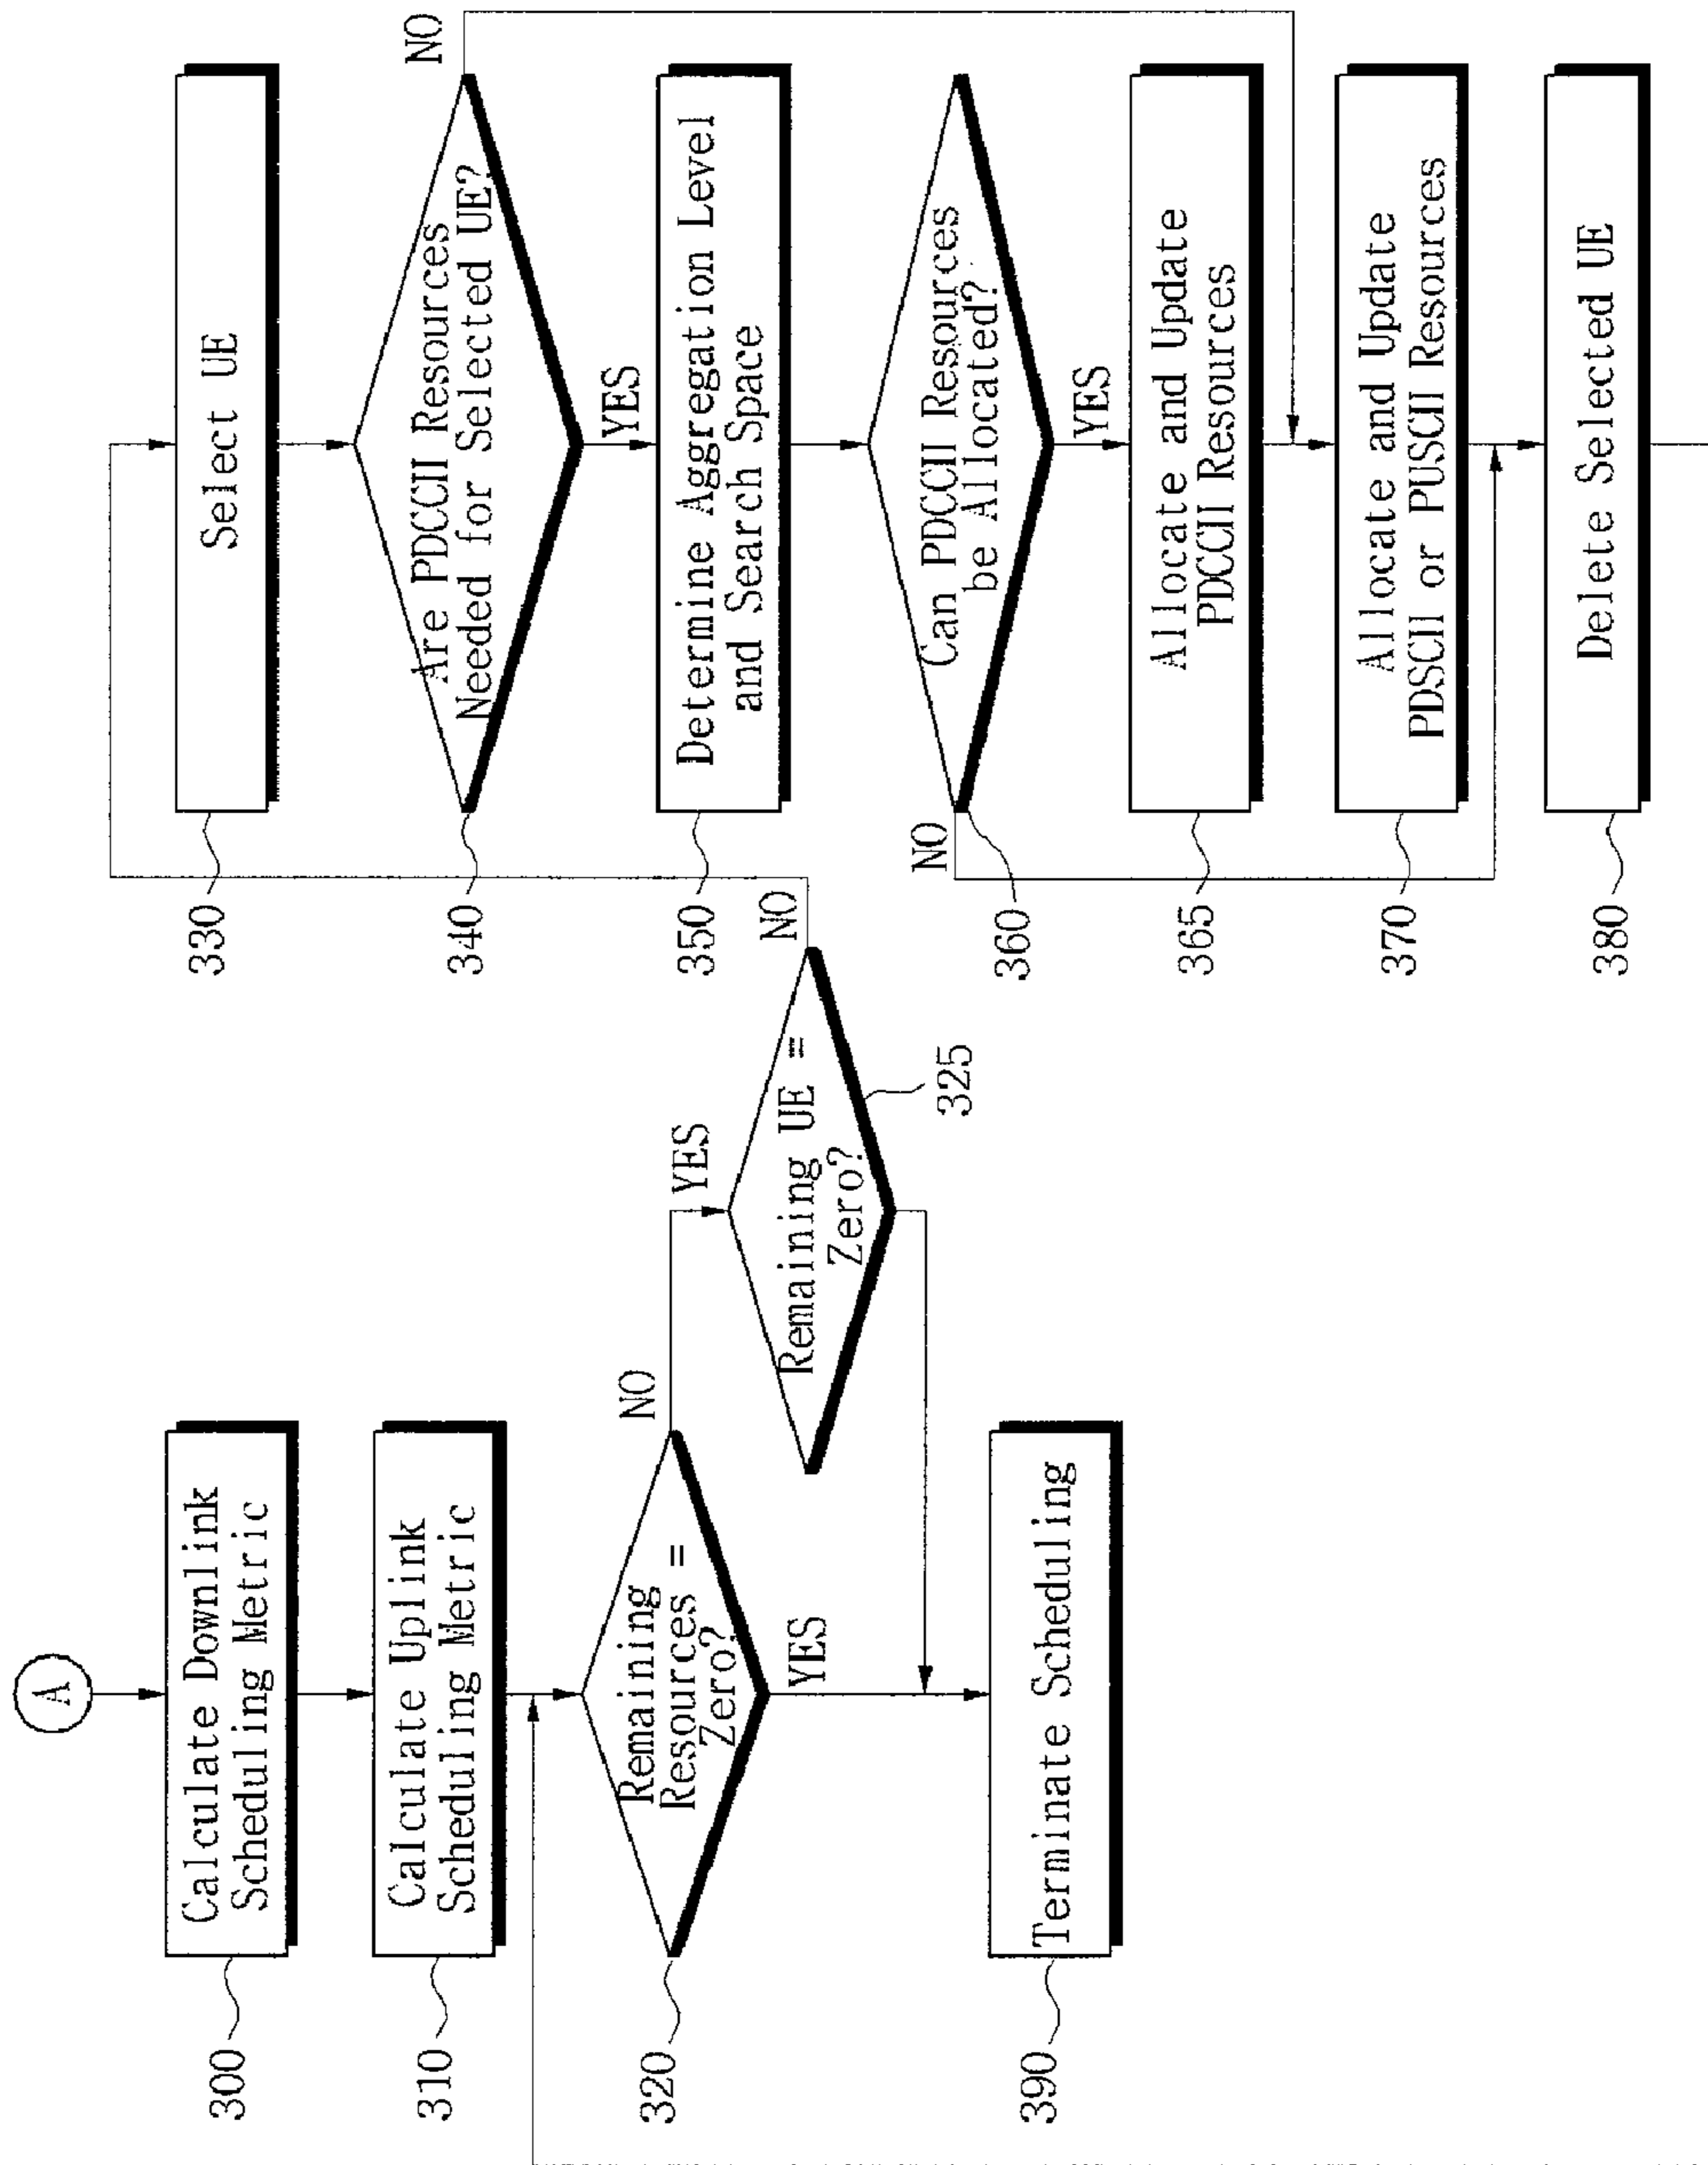 A
300
Calculate Downlink
Scheduling Metric
310
Calculate Uplink
Scheduling Metric
320
Remaining
Resources =
Zero?
NO
YES
YES
Remaining UE =
Zero?
325
NO
390
Terminate Scheduling
330
Select UE
340
Are PDCCH Resources
Needed for Selected UE?
NO
YES
350
Determine Aggregation Level
and Search Space
360
Can PDCCH Resources
be Allocated?
NO
YES
365
Allocate and Update
PDCCH Resources
370
Allocate and Update
PDSCH or PUSCH Resources
380
Delete Selected UE